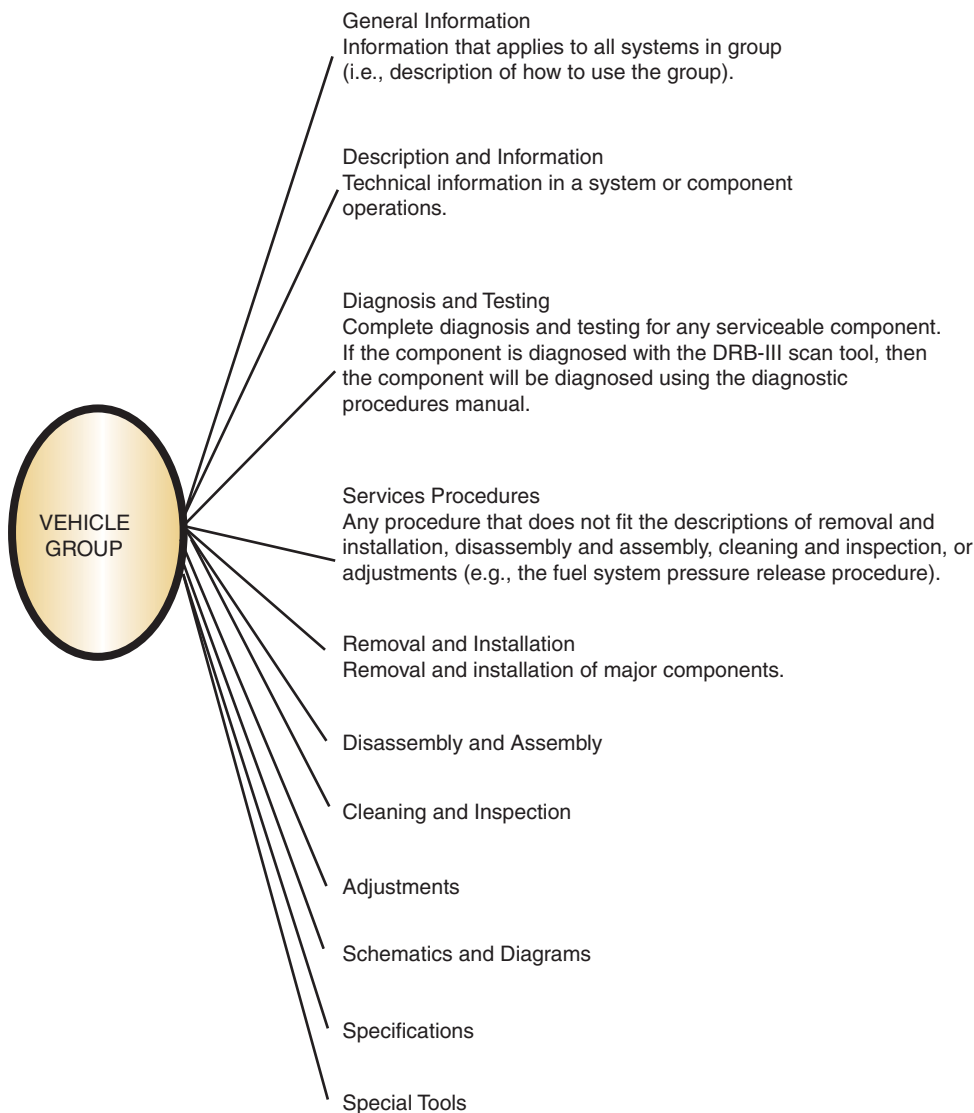 General Information
Information that applies to all systems in group
(i.e., description of how to use the group).
Description and Information
Technical information in a system or component
operations.
Diagnosis and Testing
Complete diagnosis and testing for any serviceable component.
If the component is diagnosed with the DRB-III scan tool, then
the component will be diagnosed using the diagnostic
procedures manual.
VEHICLE
GROUP
Services Procedures
Any procedure that does not fit the descriptions of removal and
installation, disassembly and assembly, cleaning and inspection, or
adjustments (e.g., the fuel system pressure release procedure).
Removal and Installation
Removal and installation of major components.
Disassembly and Assembly
Cleaning and Inspection
Adjustments
Schematics and Diagrams
Specifications
Special Tools